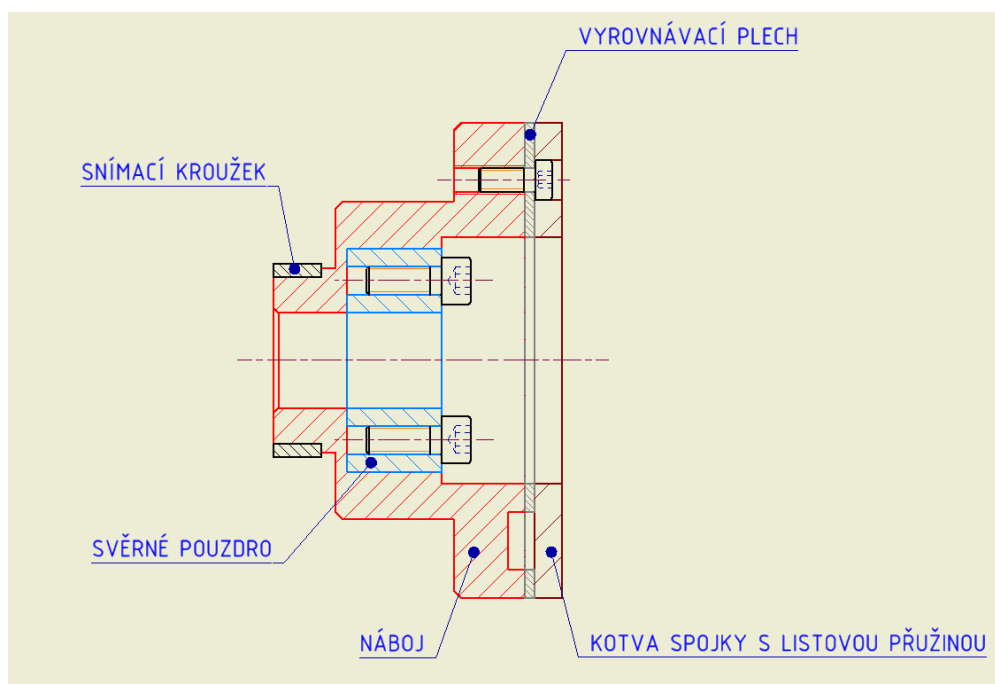 VYROVNÁVACÍ PLECH
SNÍMACÍ KROUŽEK
SVĚRNÉ POUZDRO
NÁBOJ
KOTVA SPOJKY S LISTOVOU PŘUŽINOU